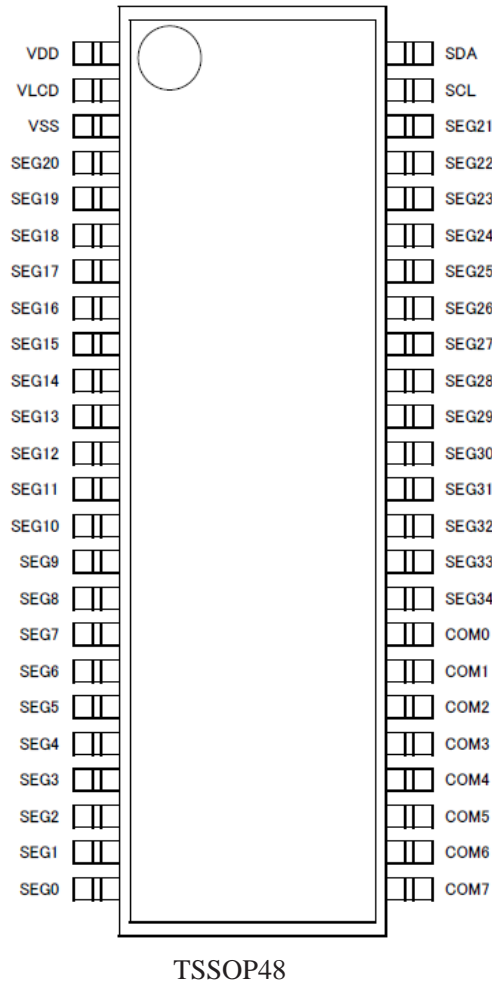 VDD SDA
VLCD SCL
VSS SEG21
SEG20 SEG22
SEG19 SEG23
SEG18 SEG24
SEG17 SEG25
SEG16 SEG26
SEG15 SEG27
SEG14 SEG28
SEG13 SEG29
SEG12 SEG30
SEG11 SEG31
SEG10 SEG32
SEG9 SEG33
SEG8 SEG34
SEG7 COM0
SEG6 COM1
SEG5 COM2
SEG4 COM3
SEG3 COM4
SEG2 COM5
SEG1 COM6
SEG0 COM7
TSSOP48